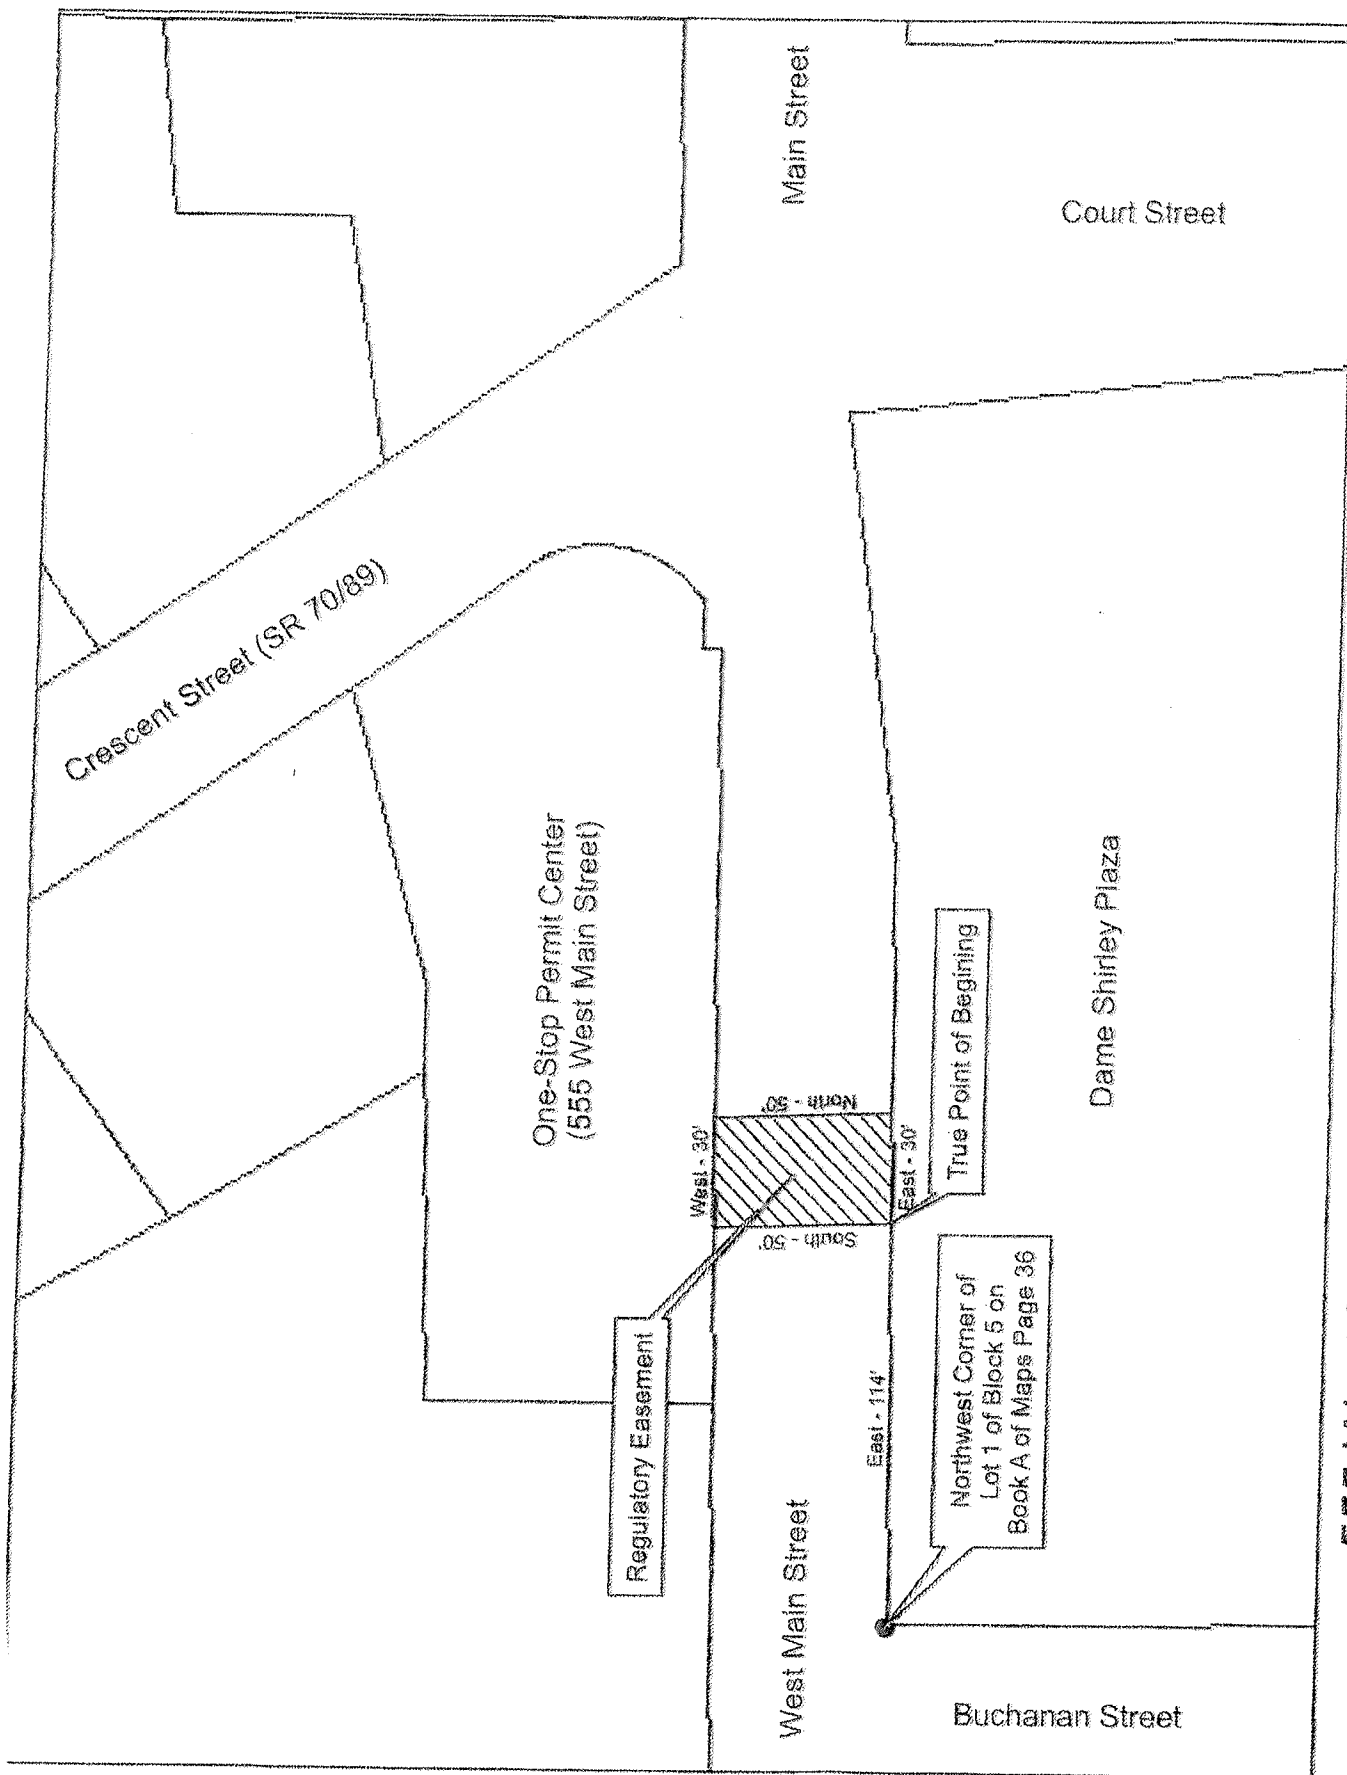 Crescent Street (SR 70/89)
Main Street
Court Street
One-Stop Permit Center
(555 West Main Street)
Regulatory Easement
West - 30'
North - 50'
South - 50'
East - 30'
True Point of Begining
East - 114'
West Main Street
Northwest Corner of
Lot 1 of Block 5 on
Book A of Maps Page 36
Dame Shirley Plaza
Buchanan Street